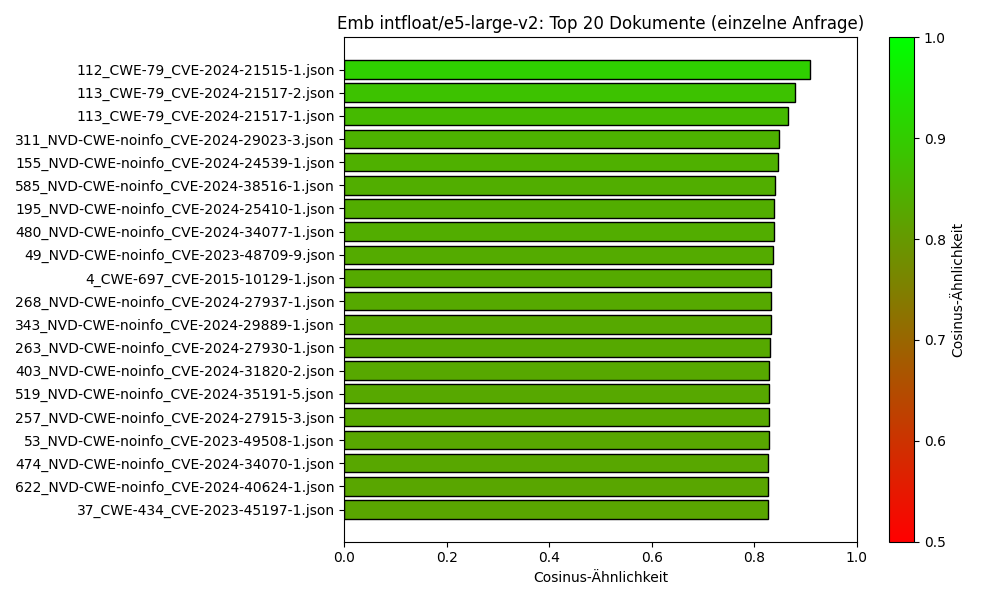 Emb intfloat/e5-large-v2: Top 20 Dokumente (einzelne Anfrage)
112_CWE-79_CVE-2024-21515-1.json
113_CWE-79_CVE-2024-21517-2.json
113_CWE-79_CVE-2024-21517-1.json
311_NVD-CWE-noinfo_CVE-2024-29023-3.json
155_NVD-CWE-noinfo_CVE-2024-24539-1.json
585_NVD-CWE-noinfo_CVE-2024-38516-1.json
195_NVD-CWE-noinfo_CVE-2024-25410-1.json
480_NVD-CWE-noinfo_CVE-2024-34077-1.json
49_NVD-CWE-noinfo_CVE-2023-48709-9.json
4_CWE-697_CVE-2015-10129-1.json
268_NVD-CWE-noinfo_CVE-2024-27937-1.json
343_NVD-CWE-noinfo_CVE-2024-29889-1.json
263_NVD-CWE-noinfo_CVE-2024-27930-1.json
403_NVD-CWE-noinfo_CVE-2024-31820-2.json
519_NVD-CWE-noinfo_CVE-2024-35191-5.json
257_NVD-CWE-noinfo_CVE-2024-27915-3.json
53_NVD-CWE-noinfo_CVE-2023-49508-1.json
474_NVD-CWE-noinfo_CVE-2024-34070-1.json
622_NVD-CWE-noinfo_CVE-2024-40624-1.json
37_CWE-434_CVE-2023-45197-1.json
0.0 0.2 0.4 0.6 0.8 1.0
Cosinus-Ähnlichkeit
1.0
0.9
0.8
0.7
0.6
0.5
Cosinus-Ähnlichkeit